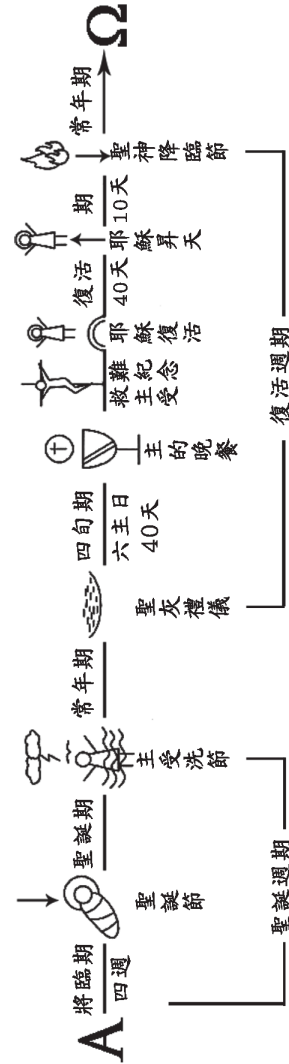 A
將臨期
四週
聖誕節
聖誕期
主受洗節
常年期
聖灰禮儀
四旬期
六主日
40天
主的晚餐
救主受
難紀念
耶穌復活
復活
40天
耶穌昇天
期
10天
聖神降臨節
常年期
Ω
聖誕週期
復活週期